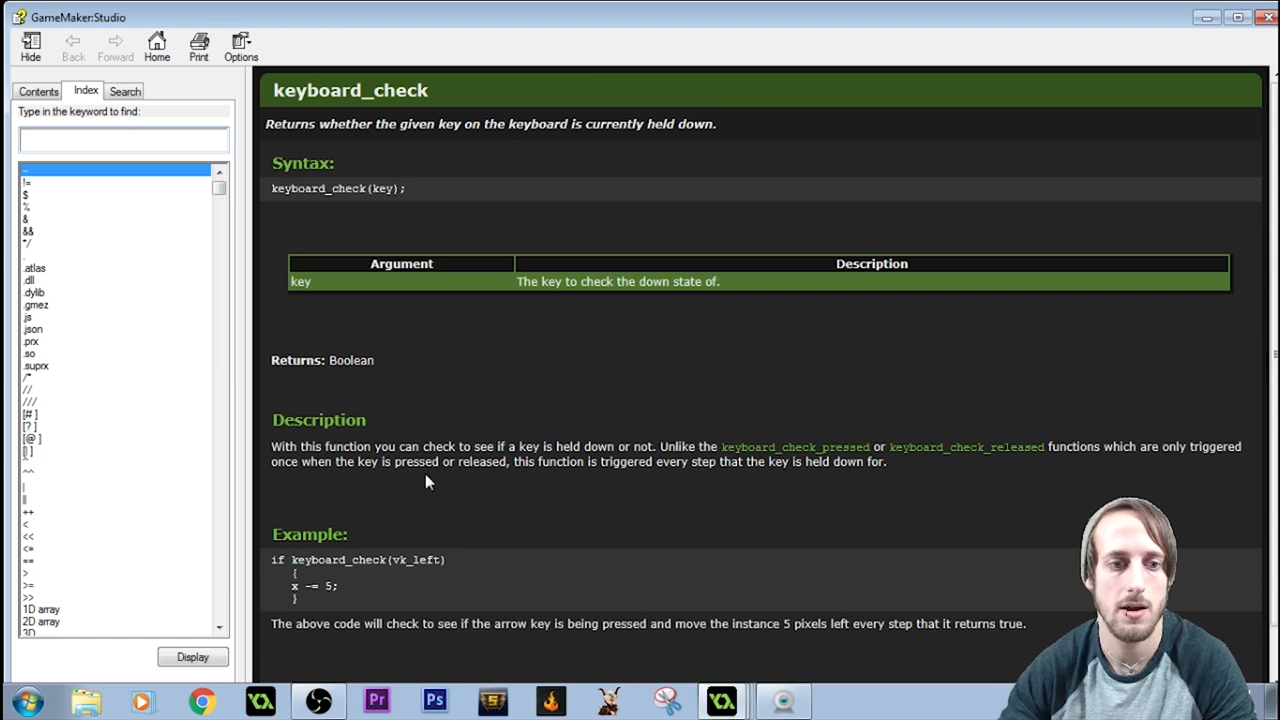 GameMaker:Studio
Hide
Back
Forward
Home
Print
Options
Contents
Index
Search
Type in the keyword to find:
!=
$
%
&
&&
*/
.
.atlas
.dll
.dylib
.gmez
.js
.json
.prx
.so
.suprx
/*
//
///
[# ]
[? ]
[@ ]
[| ]
^
^^
|
||
++
<
<<
<=
==
>
>=
>>
1D array
2D array
3D
Display
keyboard_check
Returns whether the given key on the keyboard is currently held down.
Syntax:
keyboard_check(key);
Argument Description
key The key to check the down state of.
Returns: Boolean
Description
With this function you can check to see if a key is held down or not. Unlike the keyboard_check_pressed or keyboard_check_released functions which are only triggered
once when the key is pressed or released, this function is triggered every step that the key is held down for.
Example:
if keyboard_check(vk_left)
{
x -= 5;
}
The above code will check to see if the arrow key is being pressed and move the instance 5 pixels left every step that it returns true.
Pr
Ps